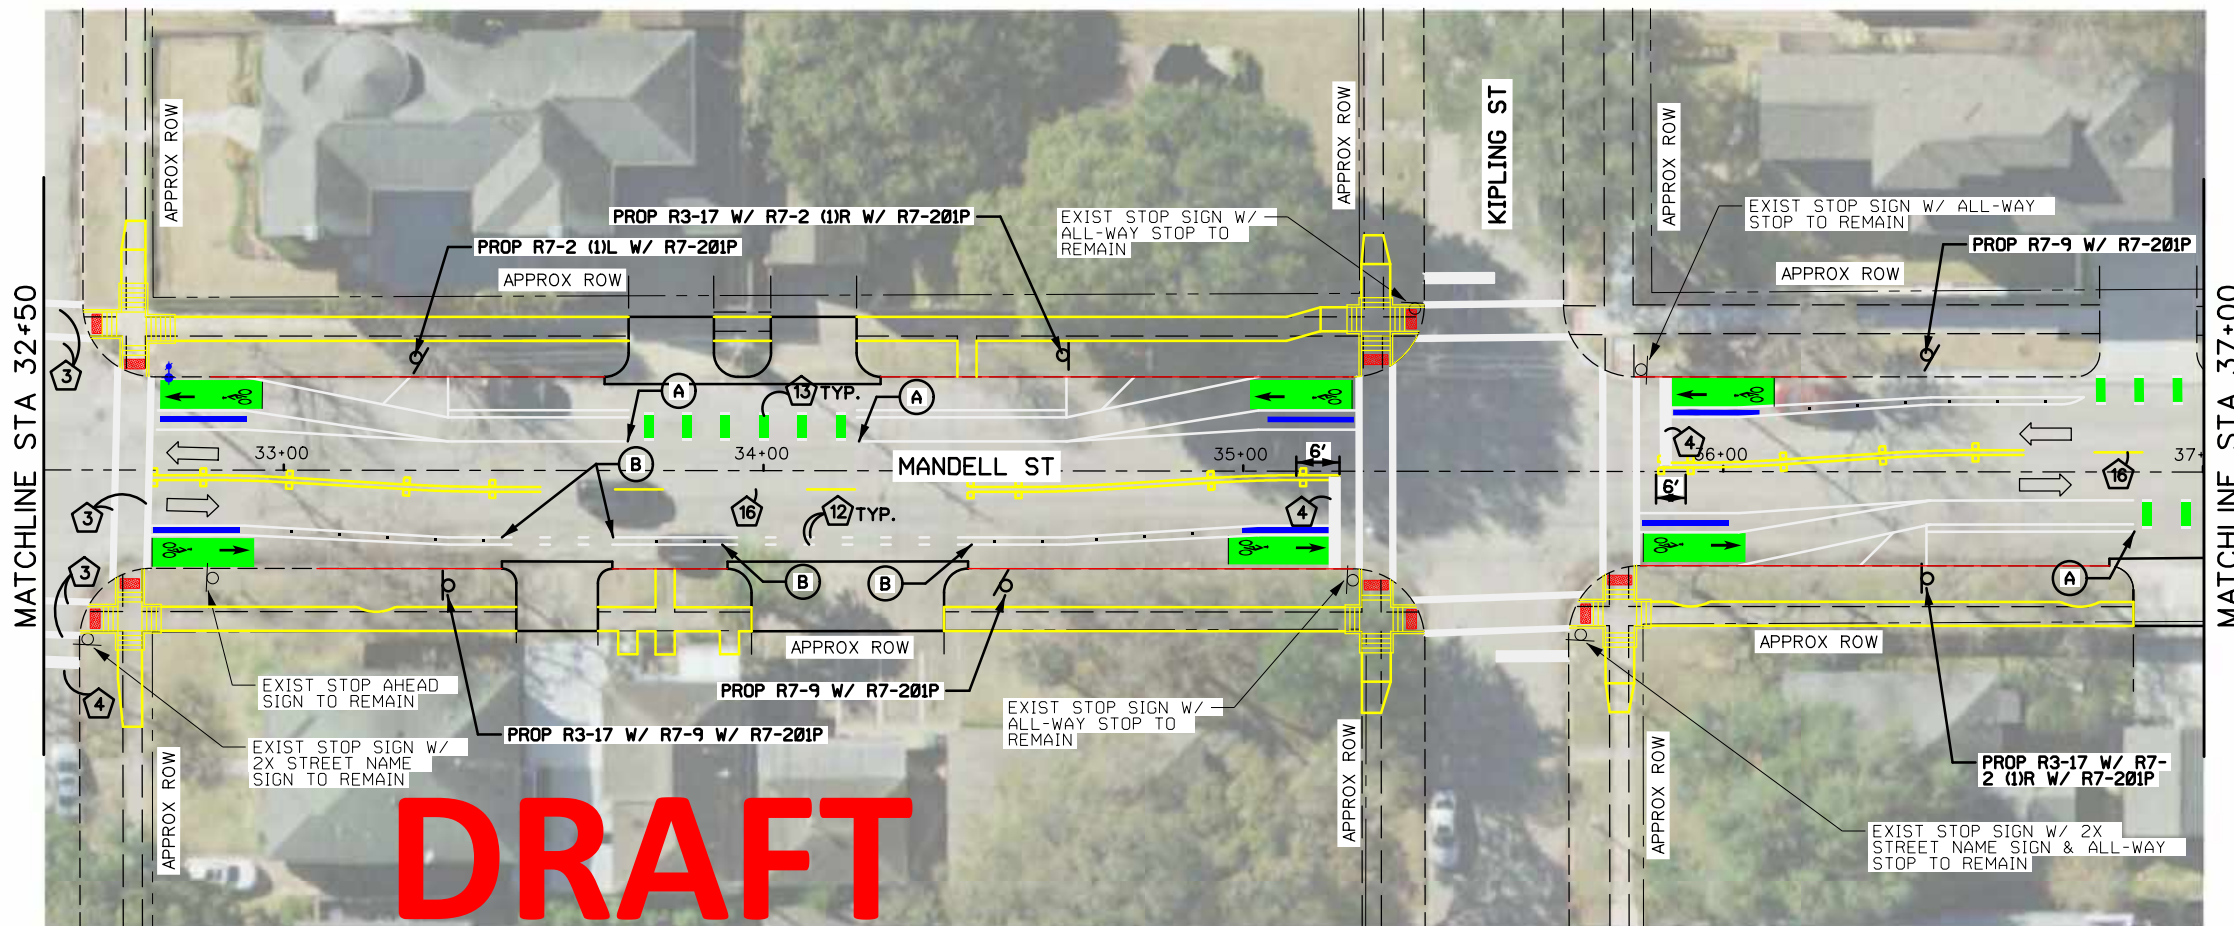 MATCHLINE STA 32+50
APPROX ROW
PROP R7-2 (1)L W/ R7-201P
APPROX ROW
PROP R3-17 W/ R7-2 (1)R W/ R7-201P
EXIST STOP SIGN W/
ALL-WAY STOP TO
REMAIN
APPROX ROW
KIPLING ST
APPROX ROW
EXIST STOP SIGN W/ ALL-WAY
STOP TO REMAIN
PROP R7-9 W/ R7-201P
APPROX ROW
MATCHLINE STA 37+00
3
A
13 TYP.
A
33+00
34+00
35+00
36+00
37+
B
MANDELL ST
6'
4
6'
16
3
16
12 TYP.
4
3
B
B
A
4
EXIST STOP AHEAD
SIGN TO REMAIN
EXIST STOP SIGN W/
2X STREET NAME
SIGN TO REMAIN
APPROX ROW
PROP R3-17 W/ R7-9 W/ R7-201P
APPROX ROW
PROP R7-9 W/ R7-201P
EXIST STOP SIGN W/
ALL-WAY STOP TO
REMAIN
APPROX ROW
APPROX ROW
APPROX ROW
PROP R3-17 W/ R7-
2 (1)R W/ R7-201P
EXIST STOP SIGN W/ 2X
STREET NAME SIGN & ALL-WAY
STOP TO REMAIN
DRAFT